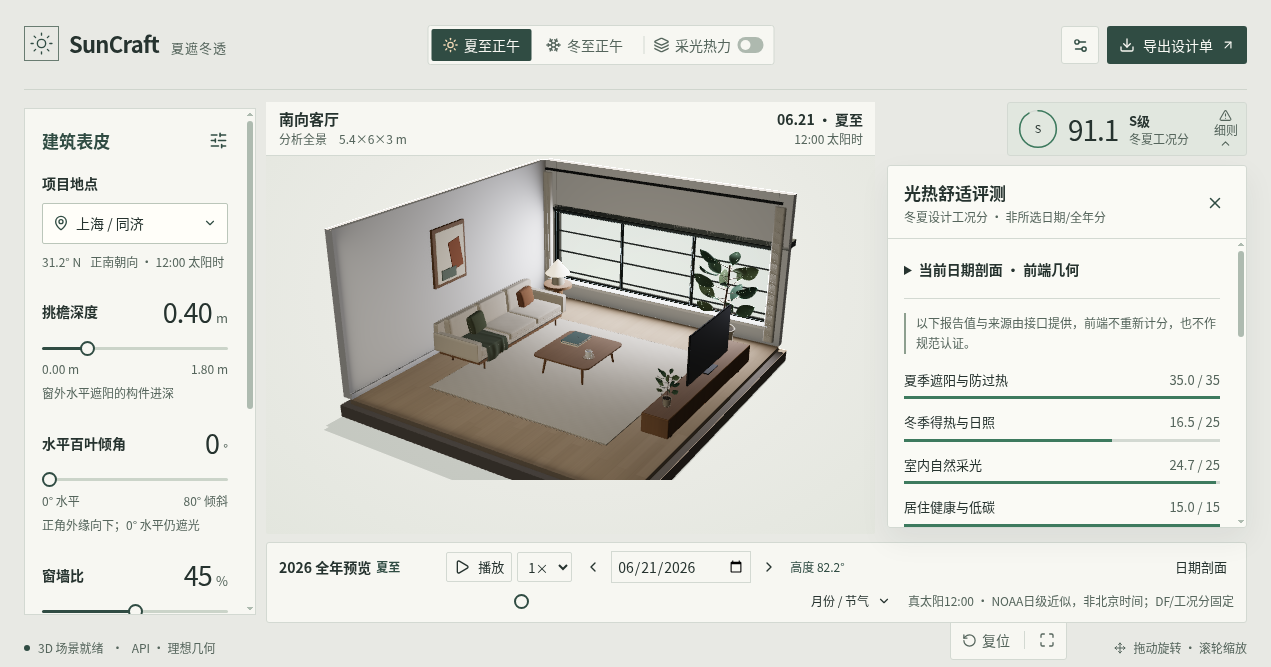 SunCraft 夏遮冬透
夏至正午 冬至正午 采光热力
导出设计单
建筑表皮
项目地点
上海 / 同济
31.2° N 正南朝向 · 12:00 太阳时
挑檐深度 0.40 m
0.00 m 1.80 m
窗外水平遮阳的构件进深
水平百叶倾角 0 °
0° 水平 80° 倾斜
正角外缘向下；0° 水平仍遮光
窗墙比 45 %
南向客厅 06.21 · 夏至
分析全景 5.4×6×3 m 12:00 太阳时
S 91.1 S级
冬夏工况分
细则
光热舒适评测
冬夏设计工况分 · 非所选日期/全年分
当前日期剖面 · 前端几何
以下报告值与来源由接口提供，前端不重新计分，也不作
规范认证。
夏季遮阳与防过热 35.0 / 35
冬季得热与日照 16.5 / 25
室内自然采光 24.7 / 25
居住健康与低碳 15.0 / 15
2026 全年预览 夏至 播放 1× 06/21/2026 高度 82.2° 日期剖面
月份 / 节气 真太阳12:00 · NOAA日级近似，非北京时间；DF/工况分固定
3D 场景就绪 · API · 理想几何
复位
拖动旋转 · 滚轮缩放